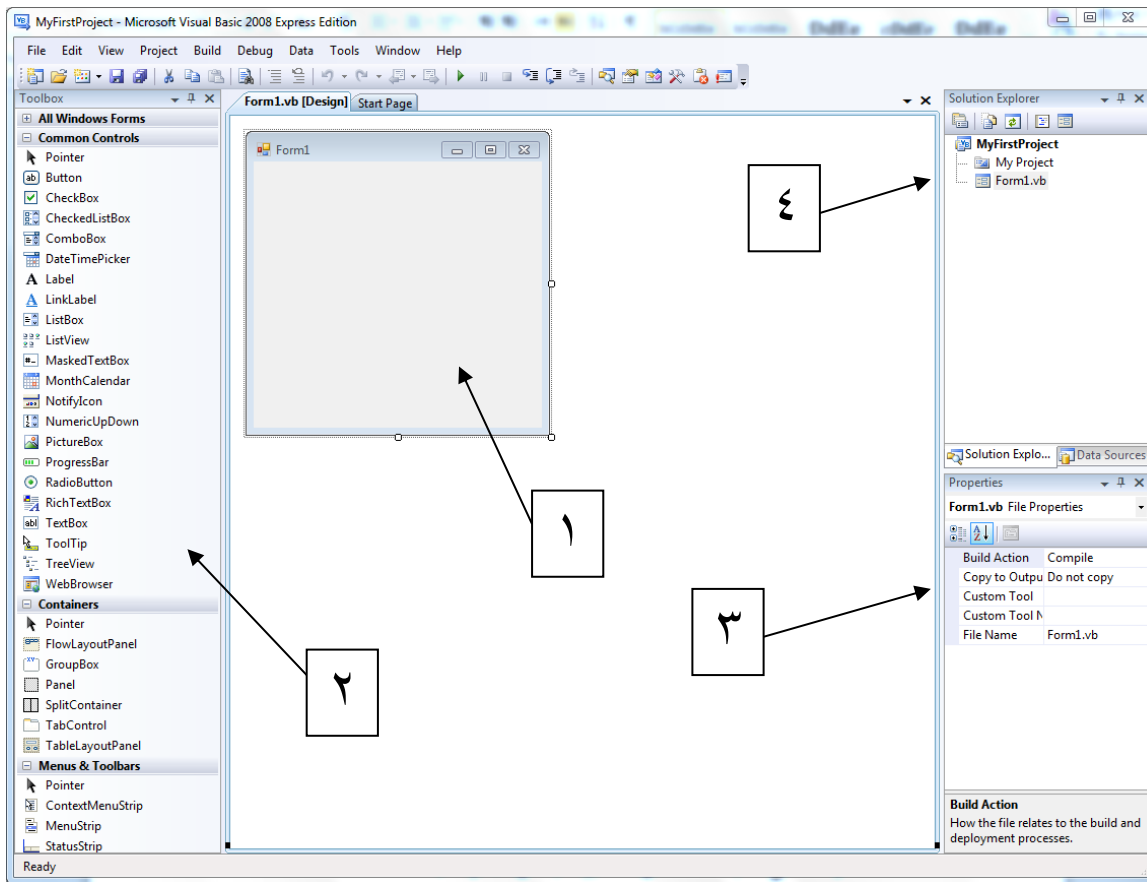 MyFirstProject - Microsoft Visual Basic 2008 Express Edition
File Edit View Project Build Debug Data Tools Window Help
Toolbox
All Windows Forms
Common Controls
Pointer
Button
CheckBox
CheckedListBox
ComboBox
DateTimePicker
Label
LinkLabel
ListBox
ListView
MaskedTextBox
MonthCalendar
NotifyIcon
NumericUpDown
PictureBox
ProgressBar
RadioButton
RichTextBox
TextBox
ToolTip
TreeView
WebBrowser
Containers
Pointer
FlowLayoutPanel
GroupBox
Panel
SplitContainer
TabControl
TableLayoutPanel
Menus & Toolbars
Pointer
ContextMenuStrip
MenuStrip
StatusStrip
Form1.vb [Design] Start Page
Form1
١
٢
٣
٤
Solution Explorer
MyFirstProject
My Project
Form1.vb
Solution Explo... Data Sources
Properties
Form1.vb File Properties
Build Action Compile
Copy to Outpu Do not copy
Custom Tool
Custom Tool N
File Name Form1.vb
Build Action
How the file relates to the build and
deployment processes.
Ready